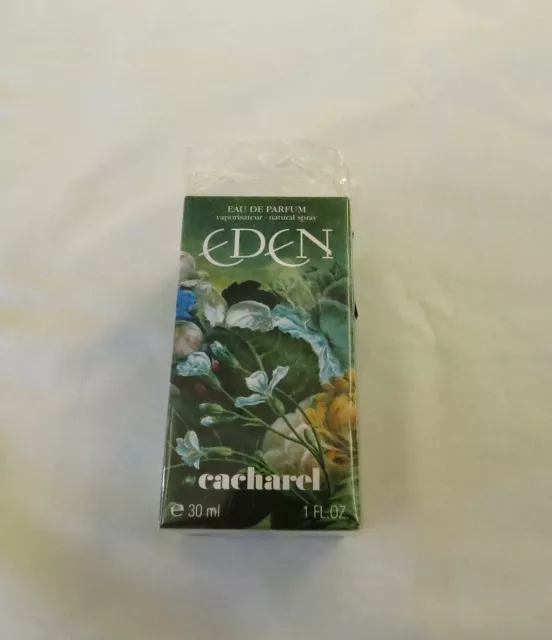 EAU DE PARFUM
vaporisateur · natural spray
EDEN
cacharel
e 30 ml 1 FL.OZ.